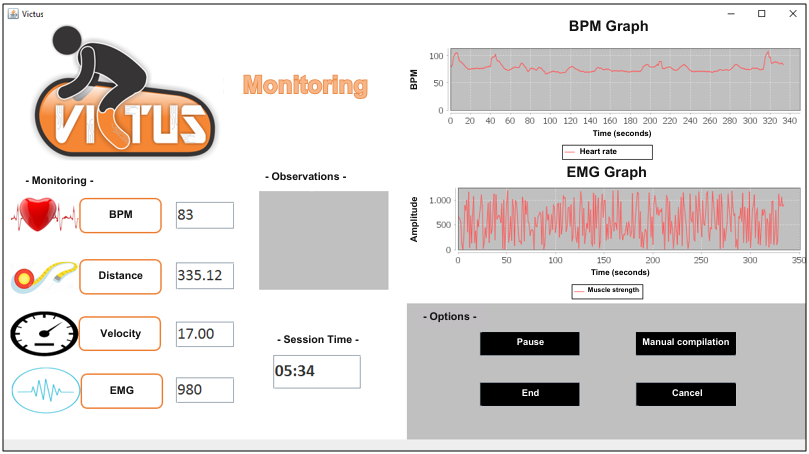 Victus
VICTUS
Monitoring
- Monitoring -
BPM
83
Distance
335.12
Velocity
17.00
EMG
980
- Observations -
- Session Time -
05:34
BPM Graph
BPM
100
50
0
0 20 40 60 80 100 120 140 160 180 200 220 240 260 280 300 320 340
Time (seconds)
Heart rate
EMG Graph
Amplitude
1.000
500
0
0 50 100 150 200 250 300 350
Time (seconds)
Muscle strength
- Options -
Pause
Manual compilation
End
Cancel